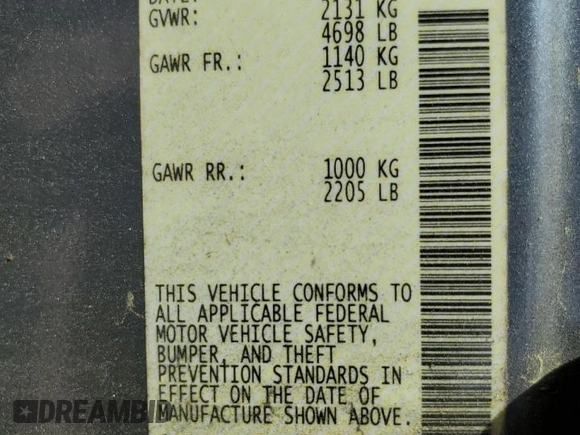 DATE:
GVWR: 2131 KG
4698 LB
GAWR FR.: 1140 KG
2513 LB
GAWR RR.: 1000 KG
2205 LB
THIS VEHICLE CONFORMS TO
ALL APPLICABLE FEDERAL
MOTOR VEHICLE SAFETY,
BUMPER, AND THEFT
PREVENTION STANDARDS IN
EFFECT ON THE DATE OF
MANUFACTURE SHOWN ABOVE.
DREAMBID